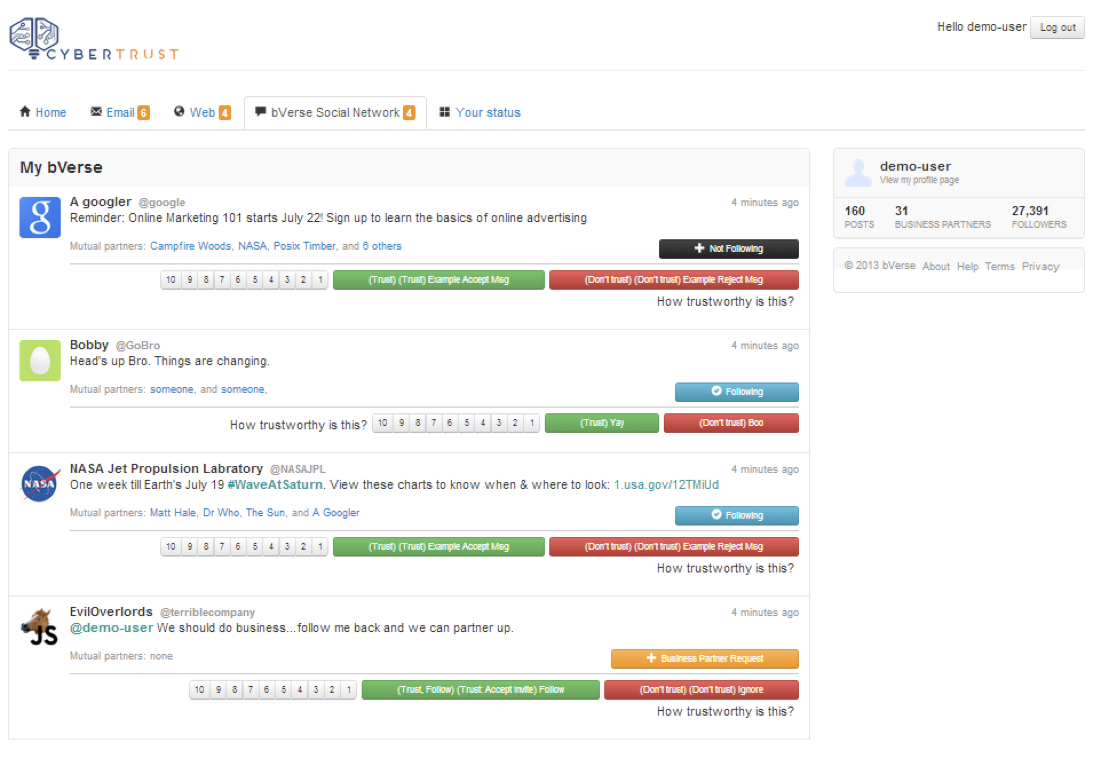 CYBERTRUST
Hello demo-user Log out
Home Email 6 Web 4 bVerse Social Network 4 Your status
My bVerse
A googler @google 4 minutes ago
Reminder: Online Marketing 101 starts July 22! Sign up to learn the basics of online advertising
Mutual partners: Campfire Woods, NASA, Posix Timber, and 6 others
Not Following
10 9 8 7 6 5 4 3 2 1 (Trust) (Trust) Example Accept Msg (Don't trust) (Don't trust) Example Reject Msg
How trustworthy is this?
Bobby @GoBro 4 minutes ago
Head's up Bro. Things are changing.
Mutual partners: someone, and someone,
Following
How trustworthy is this? 10 9 8 7 6 5 4 3 2 1 (Trust) Yay (Don't trust) Boo
NASA Jet Propulsion Labratory @NASAJPL 4 minutes ago
One week till Earth's July 19 #WaveAtSaturn. View these charts to know when & where to look: 1.usa.gov/12TMiUd
Mutual partners: Matt Hale, Dr Who, The Sun, and A Googler
Following
10 9 8 7 6 5 4 3 2 1 (Trust) (Trust) Example Accept Msg (Don't trust) (Don't trust) Example Reject Msg
How trustworthy is this?
EvilOverlords @terriblecompany 4 minutes ago
@demo-user We should do business...follow me back and we can partner up.
JS
Mutual partners: none
Business Partner Request
10 9 8 7 6 5 4 3 2 1 (Trust, Follow) (Trust: Accept Invite) Follow (Don't trust) (Don't trust) Ignore
How trustworthy is this?
demo-user
View my profile page
160 31 27,391
POSTS BUSINESS PARTNERS FOLLOWERS
© 2013 bVerse About Help Terms Privacy